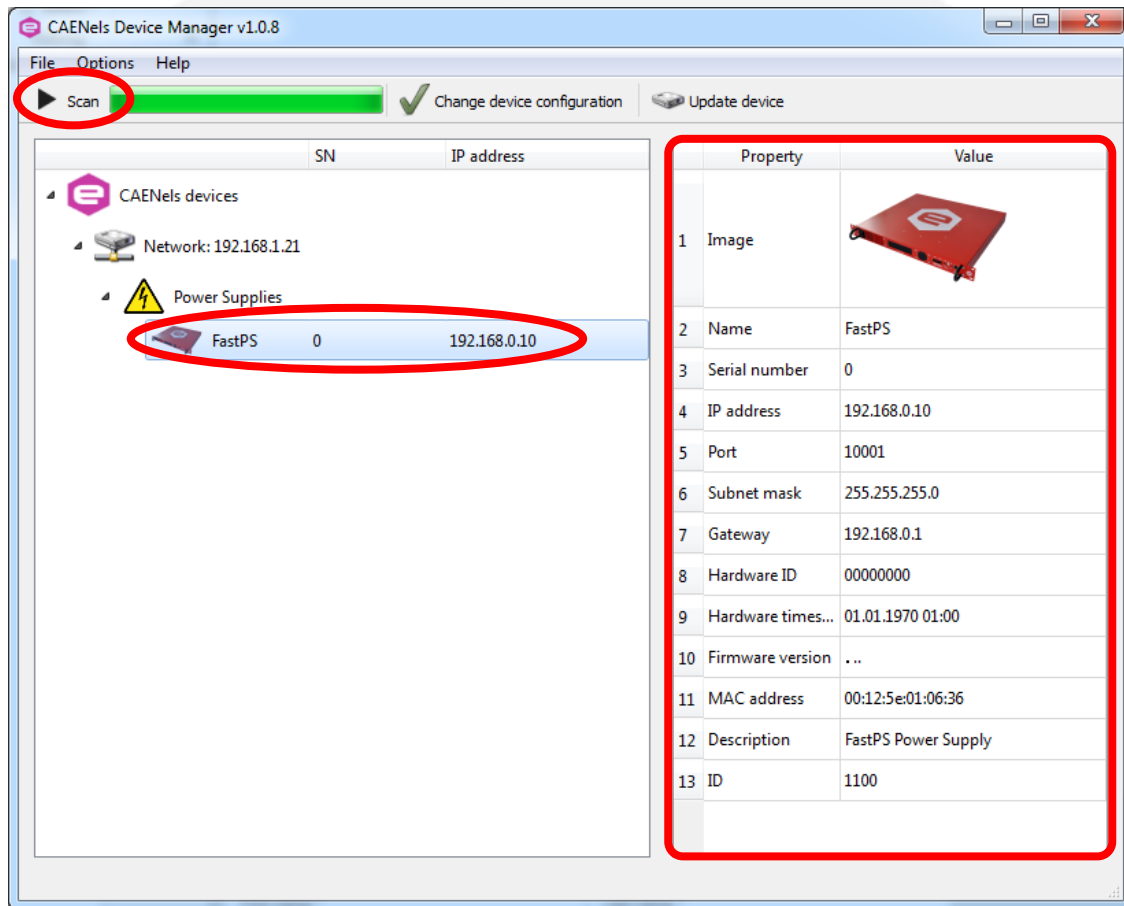 CAENels Device Manager v1.0.8
File Options Help
Scan Change device configuration Update device
SN IP address
CAENels devices
Network: 192.168.1.21
Power Supplies
FastPS 0 192.168.0.10
Property Value
1 Image
2 Name FastPS
3 Serial number 0
4 IP address 192.168.0.10
5 Port 10001
6 Subnet mask 255.255.255.0
7 Gateway 192.168.0.1
8 Hardware ID 00000000
9 Hardware times... 01.01.1970 01:00
10 Firmware version . ..
11 MAC address 00:12:5e:01:06:36
12 Description FastPS Power Supply
13 ID 1100